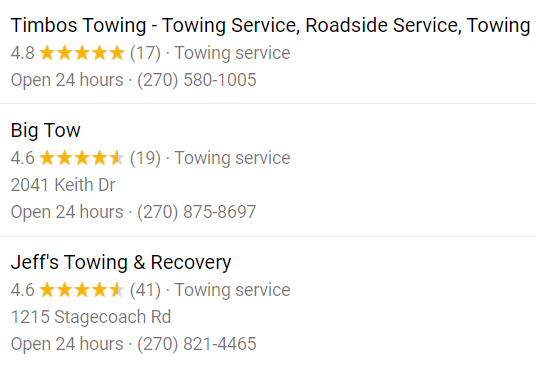 Timbos Towing - Towing Service, Roadside Service, Towing
4.8 (17) · Towing service
Open 24 hours · (270) 580-1005
Big Tow
4.6 (19) · Towing service
2041 Keith Dr
Open 24 hours · (270) 875-8697
Jeff's Towing & Recovery
4.6 (41) · Towing service
1215 Stagecoach Rd
Open 24 hours · (270) 821-4465